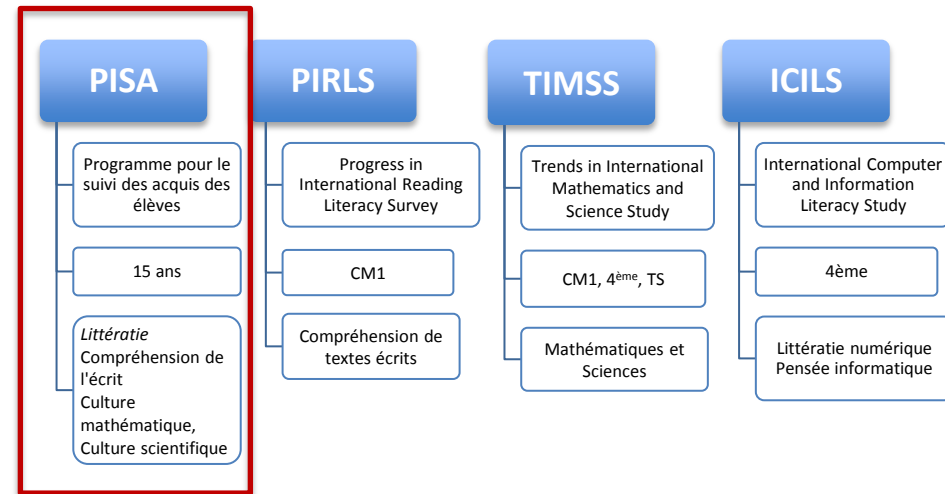 PISA
Programme pour le
suivi des acquis des
élèves
15 ans
Littératie
Compréhension de
l'écrit
Culture
mathématique,
Culture scientifique
PIRLS
Progress in
International Reading
Literacy Survey
CM1
Compréhension de
textes écrits
TIMSS
Trends in International
Mathematics and
Science Study
CM1, 4ème, TS
Mathématiques et
Sciences
ICILS
International Computer
and Information
Literacy Study
4ème
Littératie numérique
Pensée informatique